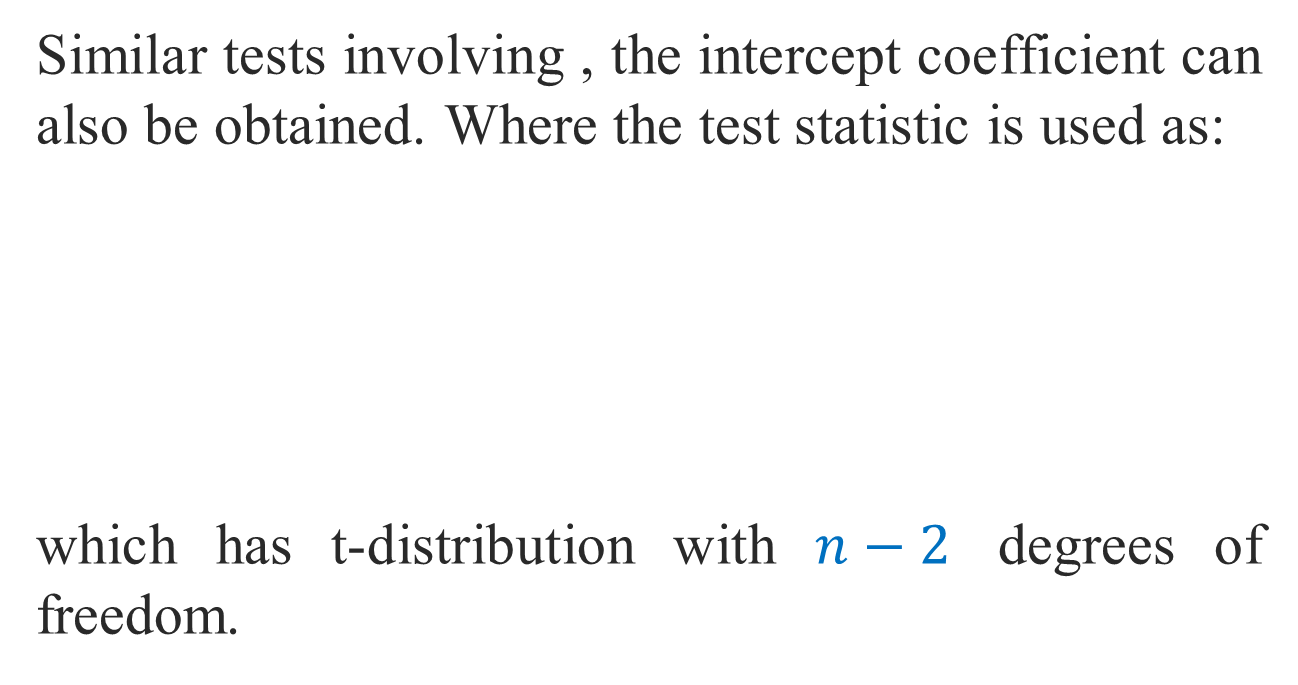 Similar tests involving , the intercept coefficient can
also be obtained. Where the test statistic is used as:
which has t-distribution with n − 2 degrees of
freedom.